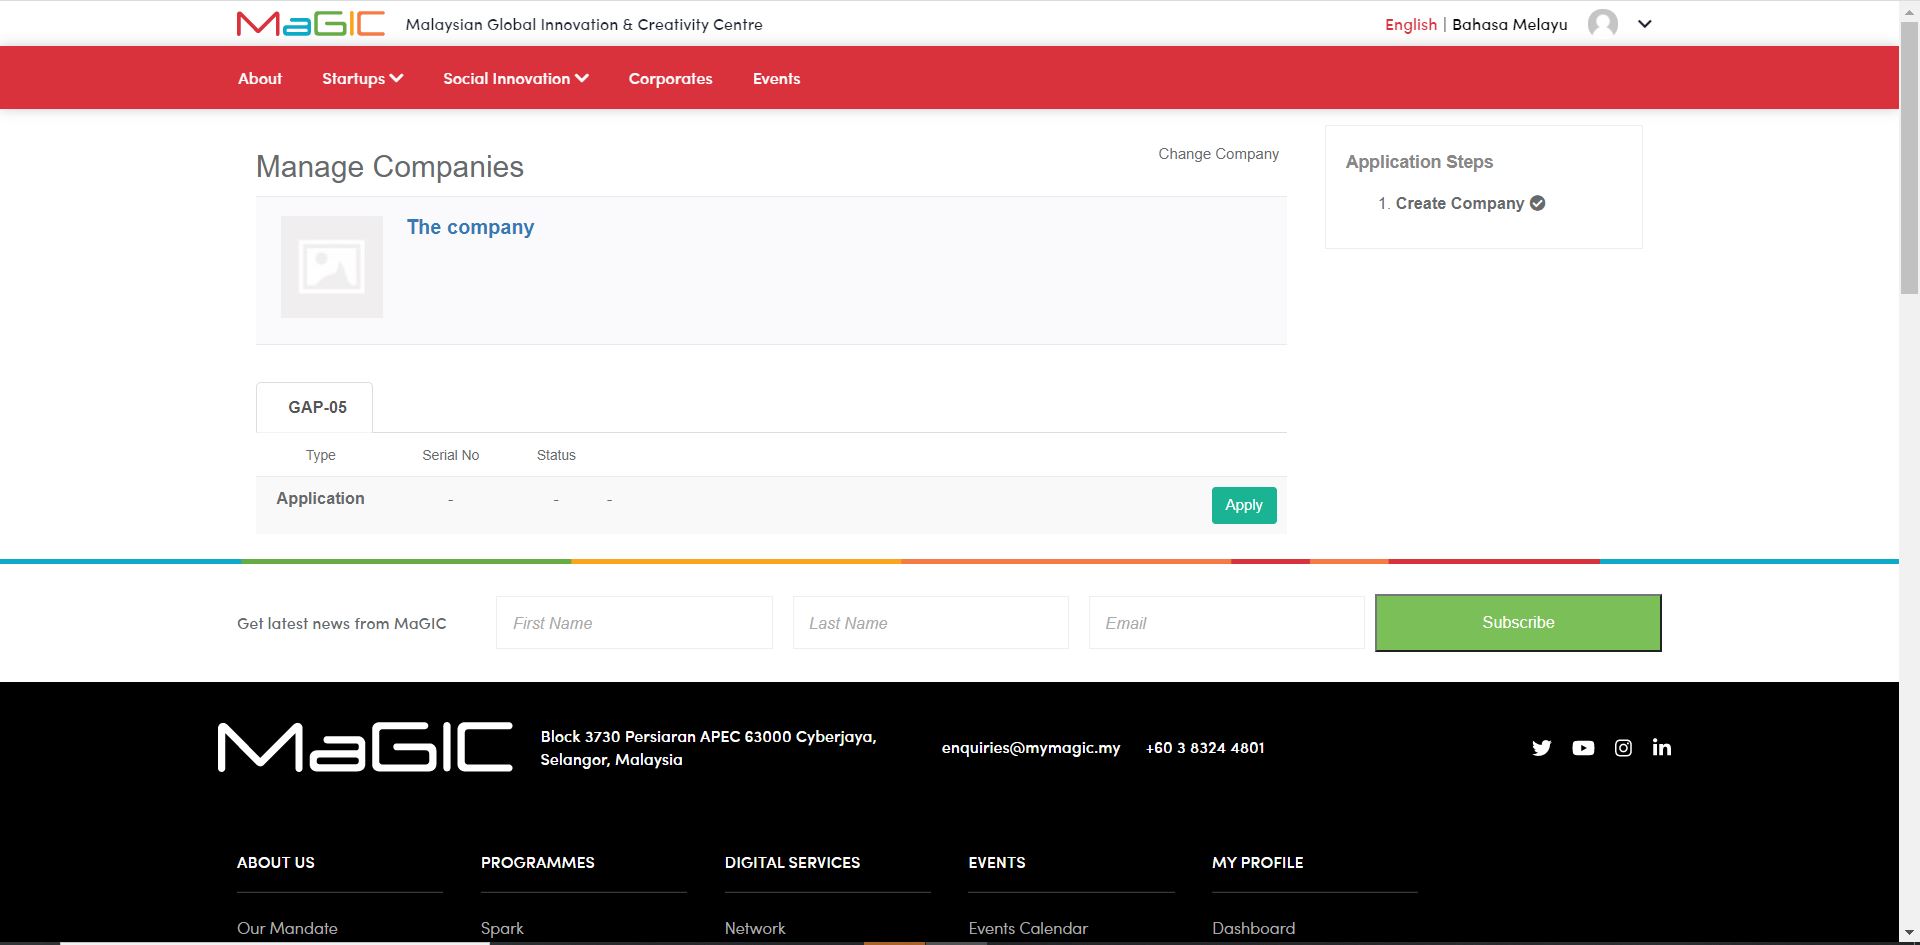 MaGIC Malaysian Global Innovation & Creativity Centre English | Bahasa Melayu
About Startups Social Innovation Corporates Events
Manage Companies
Change Company
The company
Application Steps
1. Create Company
GAP-05
Type Serial No Status
Application - - - Apply
Get latest news from MaGIC First Name Last Name Email Subscribe
MaGIC
Block 3730 Persiaran APEC 63000 Cyberjaya,
Selangor, Malaysia
enquiries@mymagic.my +60 3 8324 4801
ABOUT US PROGRAMMES DIGITAL SERVICES EVENTS MY PROFILE
Our Mandate Spark Network Events Calendar Dashboard